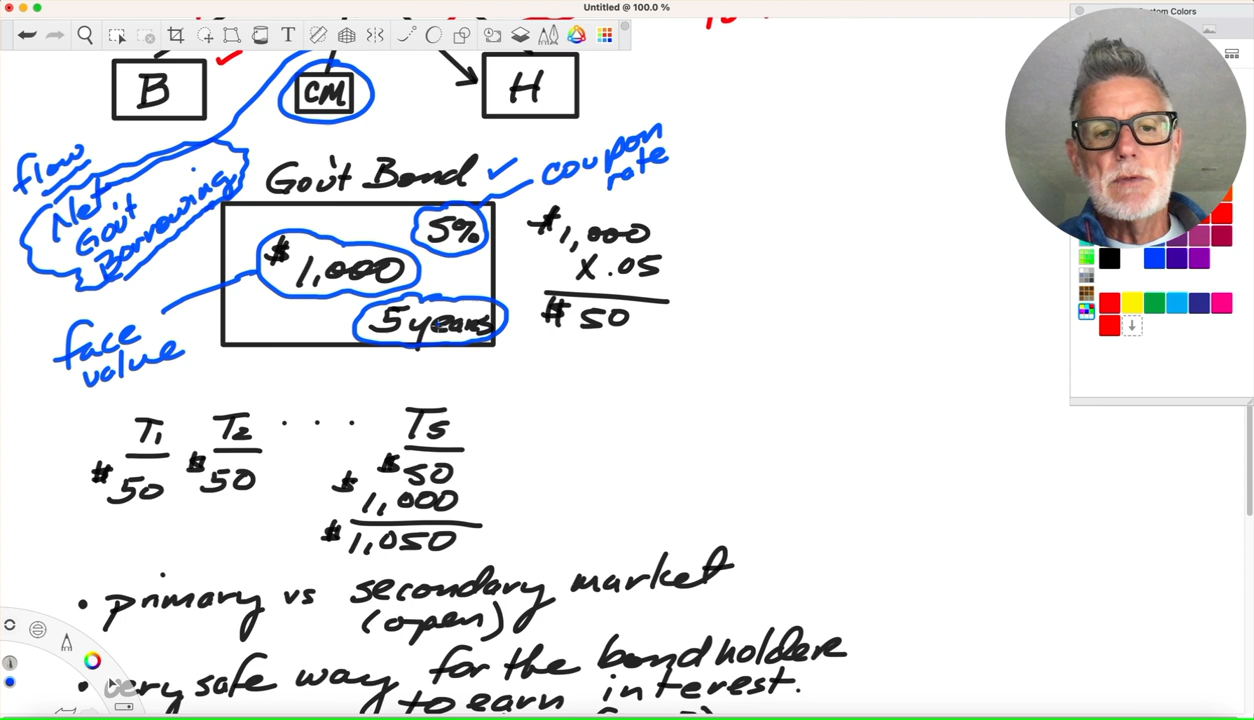 Untitled @ 100.0 %
Custom Colors
T
B
CM
H
flow
Net
Gov't
Borrowing
Gov't Bond ✓
coupon
rate
5%
$1,000
5 years
face
value
$1,000
X .05
$ 50
T1 T2 . . . T5
$50 $50 $50
$1,000
$1,050
• primary vs secondary market
(open)
• very safe way for the bondholder
to earn interest.